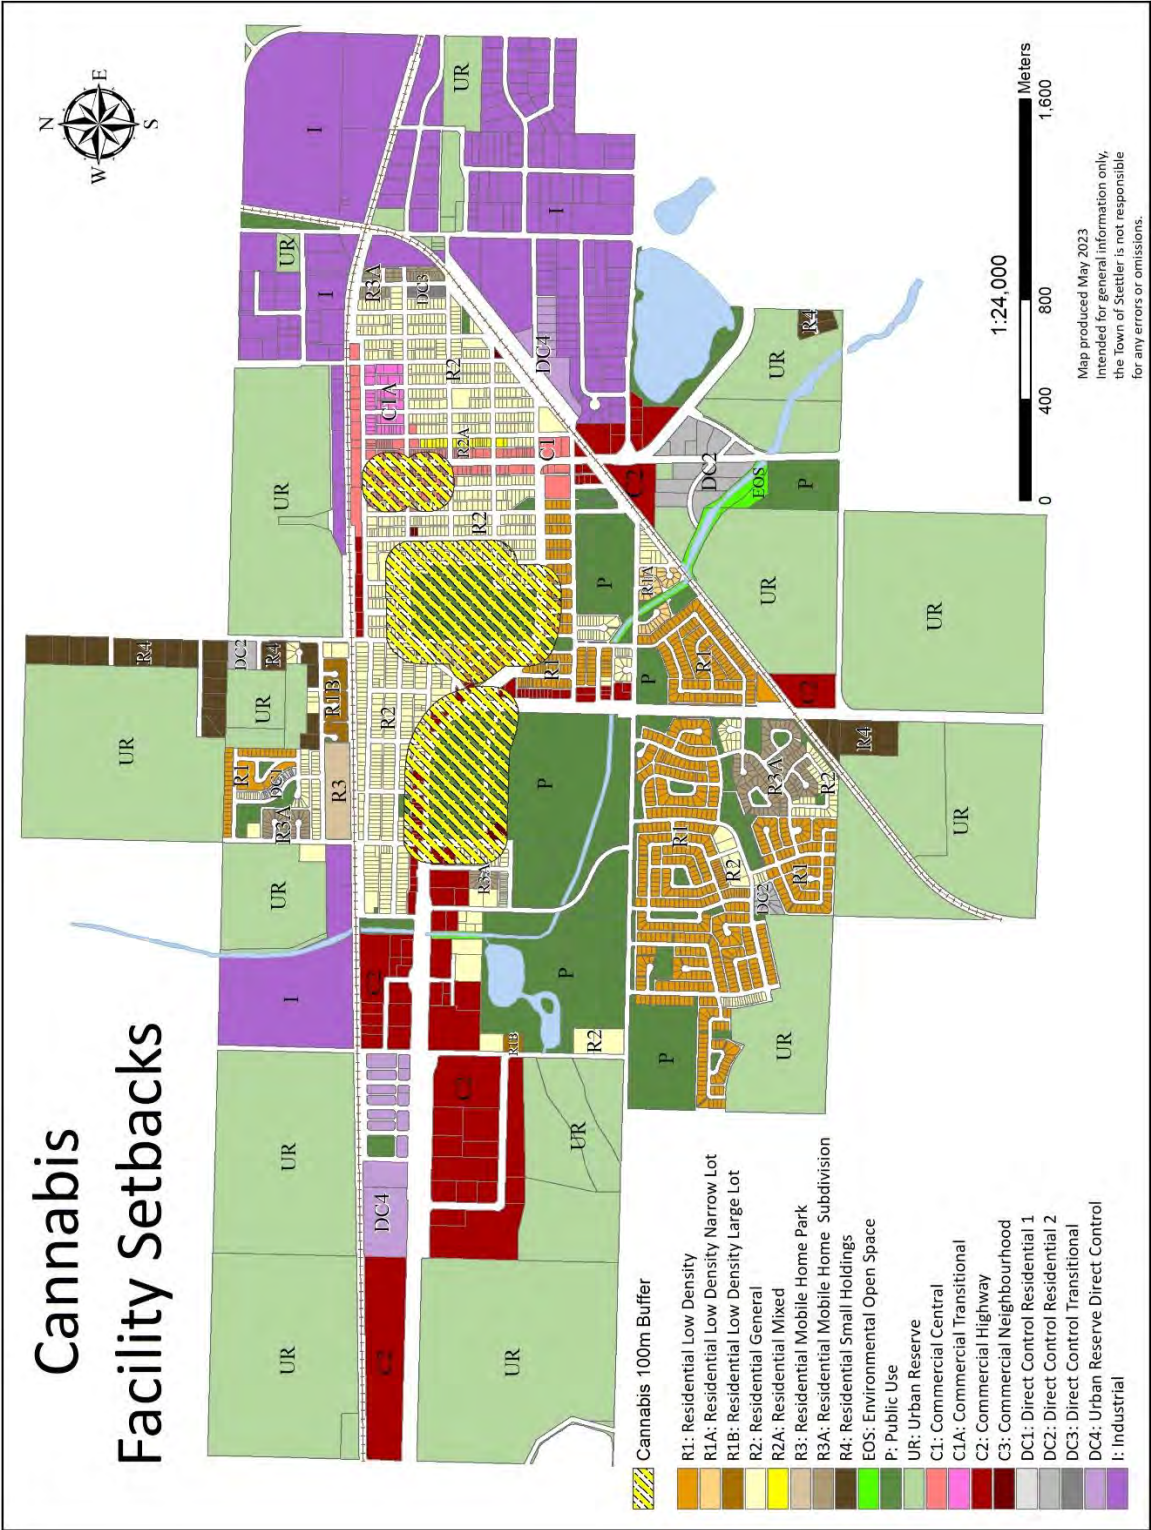 Cannabis
Facility Setbacks
N
W
E
S
UR
R4
DC2
R4
UR
R1
DC1
R3A
UR
UR
UR
I
R3
R1B
UR
I
UR
I
C2
DC4
C2
R2
C1A
R3A
DC3
R2
R2A
UR
UR
C2
R3A
R2
C1
DC4
I
R1B
P
P
R1
P
UR
R2
C2
P
R1
R1A
P
R1
DC2
EOS
P
UR
R4
UR
R2
R3A
DC2
R1
R2
UR
C2
R4
UR
UR
Cannabis 100m Buffer
R1: Residential Low Density
R1A: Residential Low Density Narrow Lot
R1B: Residential Low Density Large Lot
R2: Residential General
R2A: Residential Mixed
R3: Residential Mobile Home Park
R3A: Residential Mobile Home Subdivision
R4: Residential Small Holdings
EOS: Environmental Open Space
P: Public Use
UR: Urban Reserve
C1: Commercial Central
C1A: Commercial Transitional
C2: Commercial Highway
C3: Commercial Neighbourhood
DC1: Direct Control Residential 1
DC2: Direct Control Residential 2
DC3: Direct Control Transitional
DC4: Urban Reserve Direct Control
I: Industrial
1:24,000
Meters
0
400
800
1,600
Map produced May 2023
Intended for general information only,
the Town of Stettler is not responsible
for any errors or omissions.